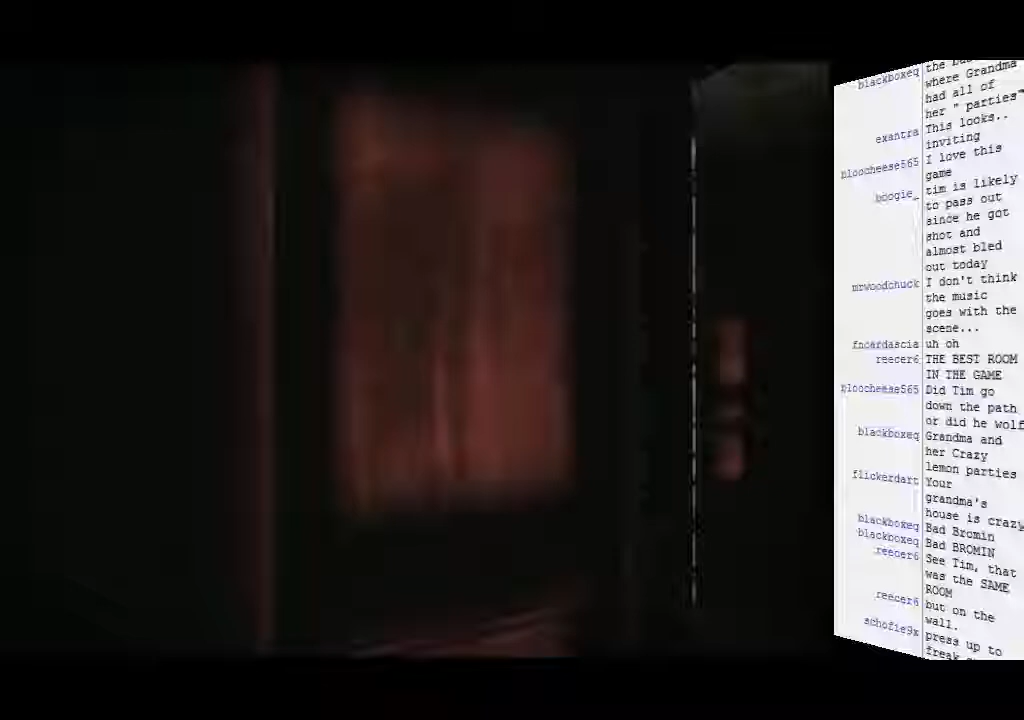 the
blackboxeq where Grandma
had all of
her " parties"
exantra This looks..
inviting
bloocheese565 I love this
game
boogie_ tim is likely
to pass out
since he got
shot and
almost bled
out today
mrwoodchuck I don't think
the music
goes with the
scene...
fncardascia uh oh
reecer6 THE BEST ROOM
IN THE GAME
bloocheese565 Did Tim go
down the path
or did he wolf
blackboxeq Grandma and
her Crazy
lemon parties
flickerdart Your
grandma's
house is crazy
blackboxeq Bad Bromin
blackboxeq Bad BROMIN
reecer6 See Tim, that
was the SAME
ROOM
reecer6 but on the
wall.
schofie9x press up to
freak